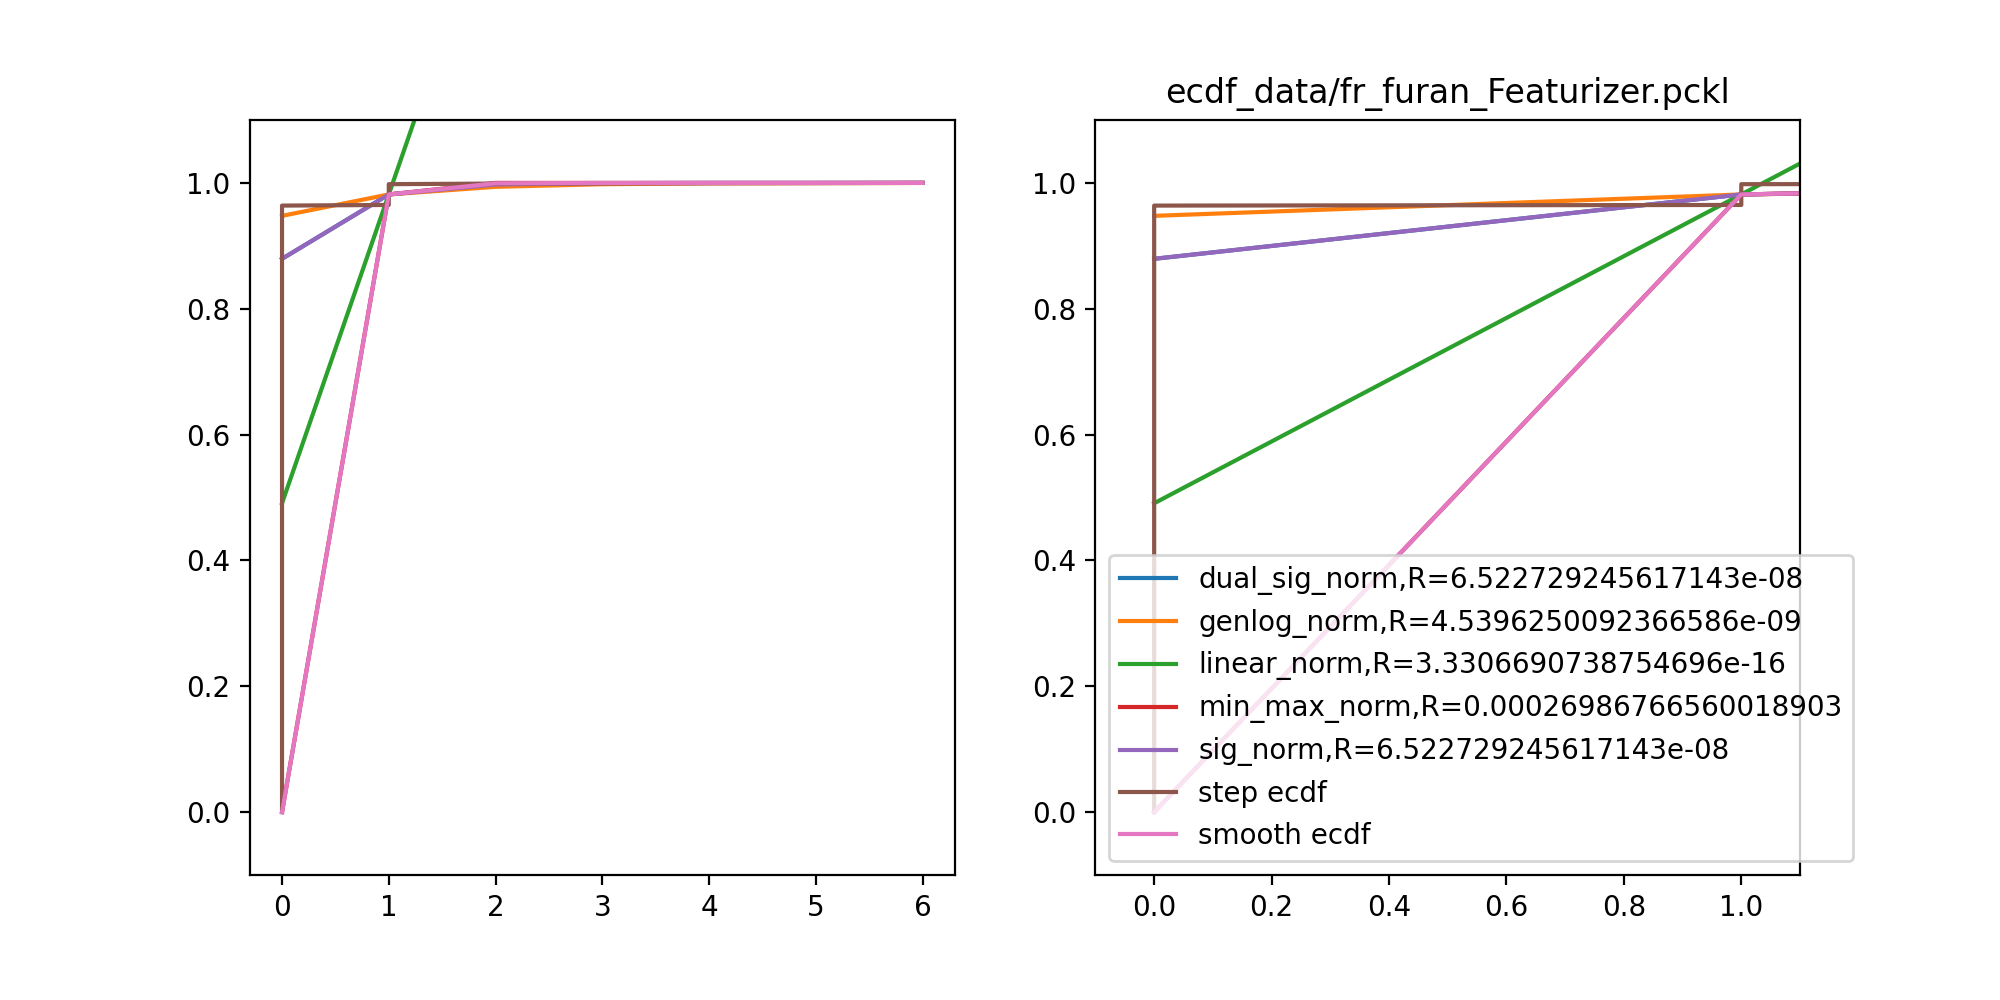 ecdf_data/fr_furan_Featurizer.pckl
1.0
0.8
0.6
0.4
0.2
0.0
0 1 2 3 4 5 6
1.0
0.8
0.6
0.4
0.2
0.0
0.0 0.2 0.4 0.6 0.8 1.0
dual_sig_norm,R=6.522729245617143e-08
genlog_norm,R=4.5396250092366586e-09
linear_norm,R=3.3306690738754696e-16
min_max_norm,R=0.00026986766560018903
sig_norm,R=6.522729245617143e-08
step ecdf
smooth ecdf